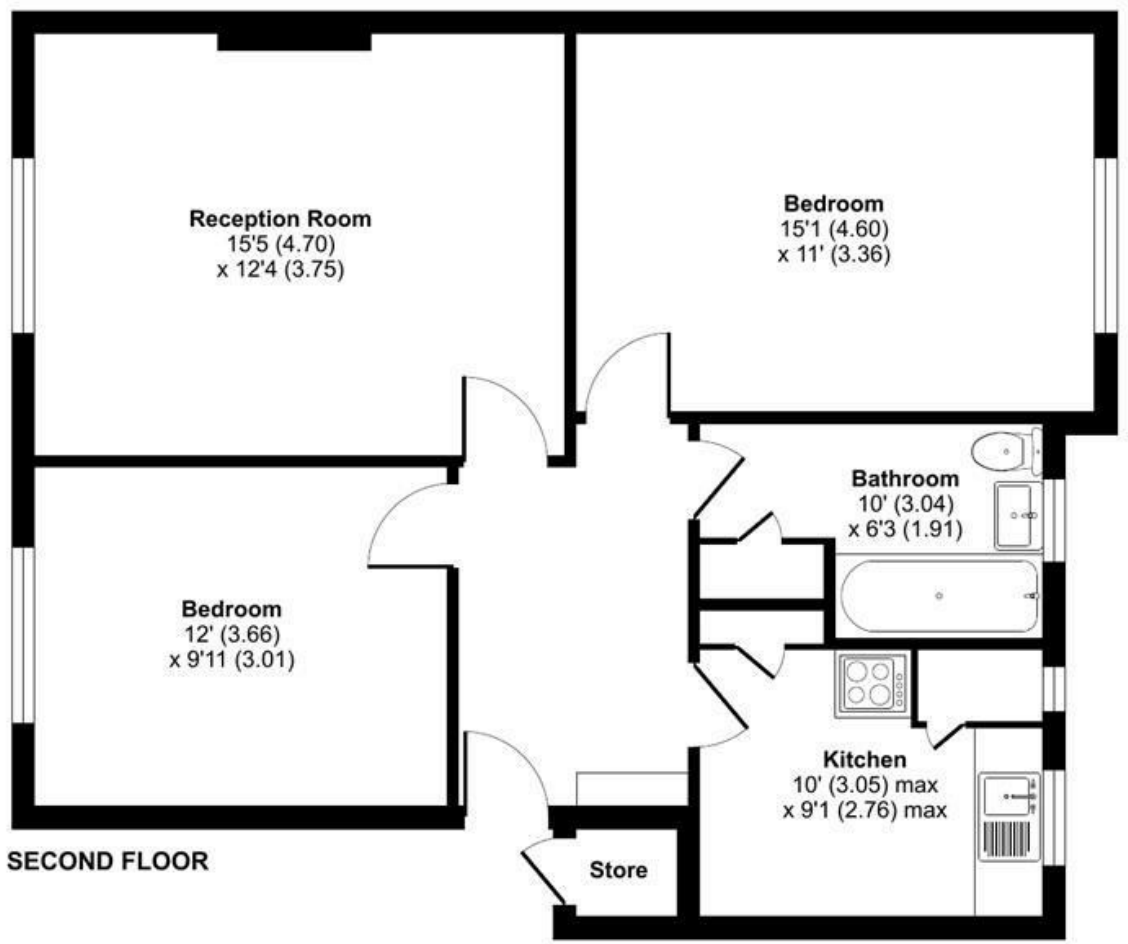 Reception Room
15'5 (4.70)
x 12'4 (3.75)
Bedroom
15'1 (4.60)
x 11' (3.36)
Bathroom
10' (3.04)
x 6'3 (1.91)
Bedroom
12' (3.66)
x 9'11 (3.01)
Kitchen
10' (3.05) max
x 9'1 (2.76) max
Store
SECOND FLOOR